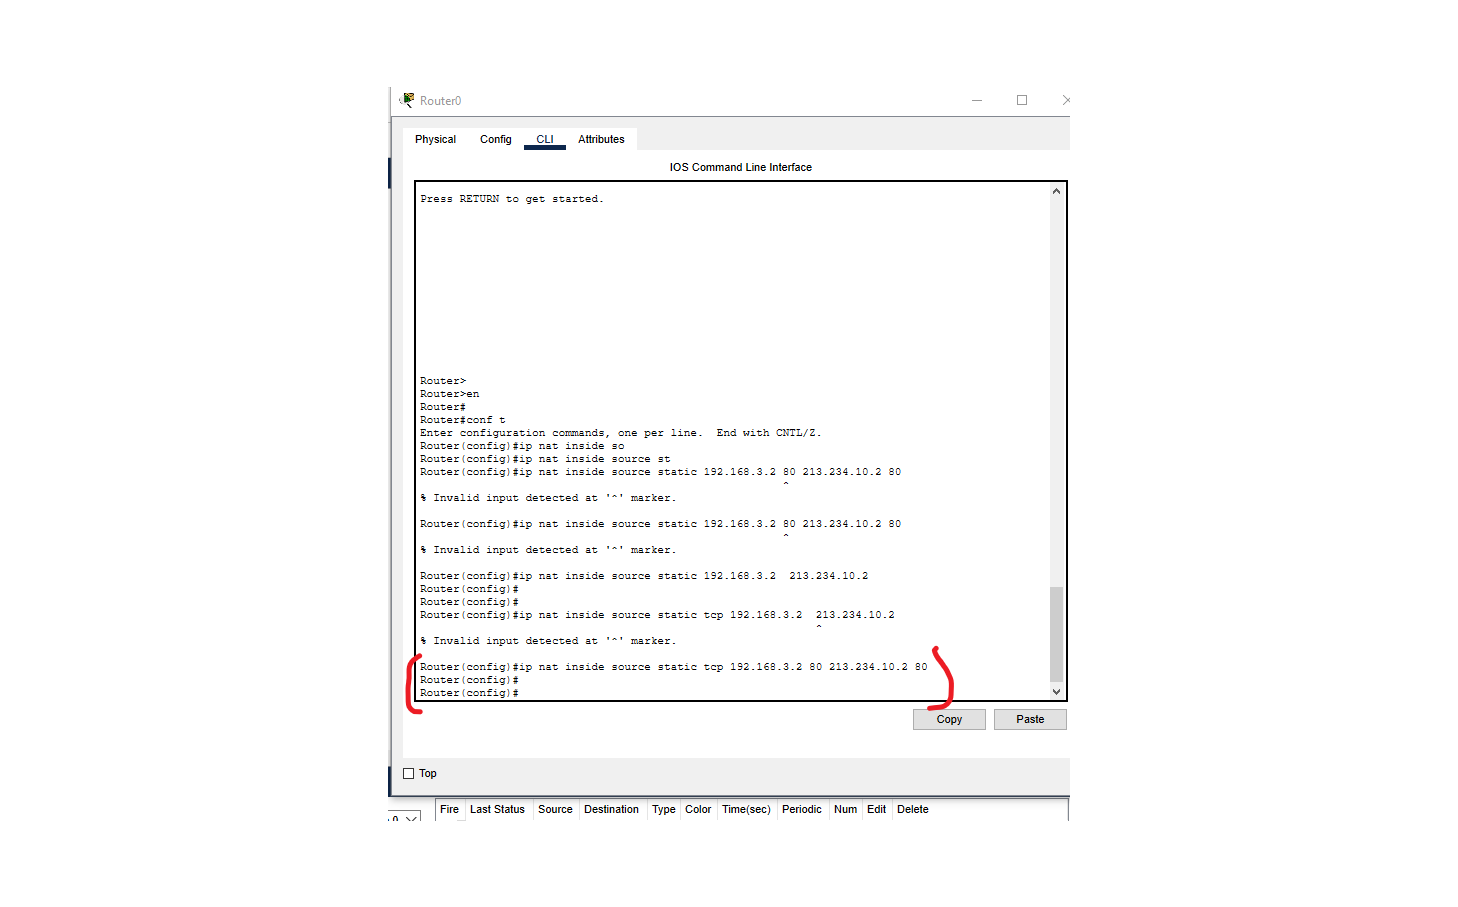 Router0
Physical Config CLI Attributes
IOS Command Line Interface
Press RETURN to get started.
Router>
Router>en
Router#
Router#conf t
Enter configuration commands, one per line.  End with CNTL/Z.
Router(config)#ip nat inside so
Router(config)#ip nat inside source st
Router(config)#ip nat inside source static 192.168.3.2 80 213.234.10.2 80
^
% Invalid input detected at '^' marker.
Router(config)#ip nat inside source static 192.168.3.2 80 213.234.10.2 80
^
% Invalid input detected at '^' marker.
Router(config)#ip nat inside source static 192.168.3.2  213.234.10.2
Router(config)#
Router(config)#
Router(config)#ip nat inside source static tcp 192.168.3.2  213.234.10.2
^
% Invalid input detected at '^' marker.
Router(config)#ip nat inside source static tcp 192.168.3.2 80 213.234.10.2 80
Router(config)#
Router(config)#
Copy Paste
Top
Fire Last Status Source Destination Type Color Time(sec) Periodic Num Edit Delete